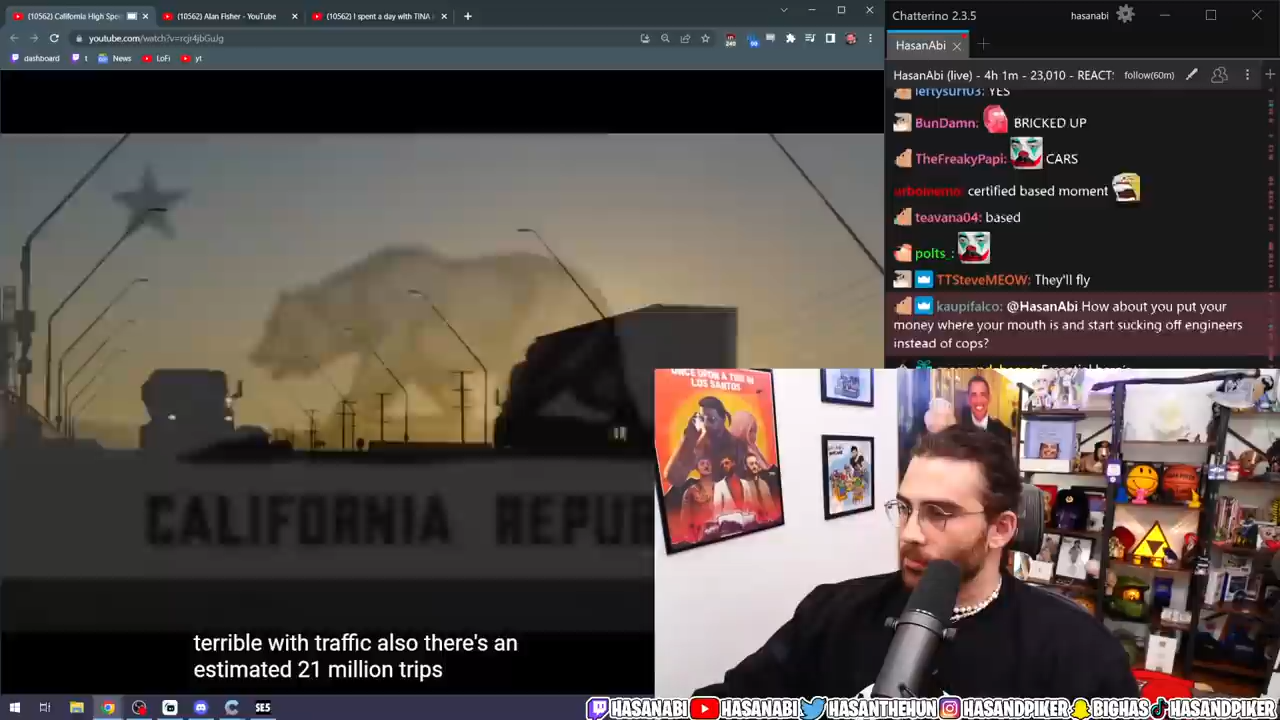 (10562) California High Spee
(10562) Alan Fisher - YouTube
(10562) I spent a day with TINA
youtube.com/watch?v=rcjr4jbGuJg
dashboard
t
News
LoFi
yt
CALIFORNIA REPUB
terrible with traffic also there's an
estimated 21 million trips
Chatterino 2.3.5
hasanabi
HasanAbi
HasanAbi (live) - 4h 1m - 23,010 - REACT:
follow(60m)
leftysurf03: YES
BunDamn: BRICKED UP
TheFreakyPapi: CARS
certified based moment
teavana04: based
polts_:
TTSteveMEOW: They'll fly
kaupifalco: @HasanAbi How about you put your
money where your mouth is and start sucking off engineers
instead of cops?
ONCE UPON A TIME IN
LOS SANTOS
SES
HASANABI
HASANABI
HASANTHEHUN
HASANDPIKER
BIGHAS
HASANDPIKER